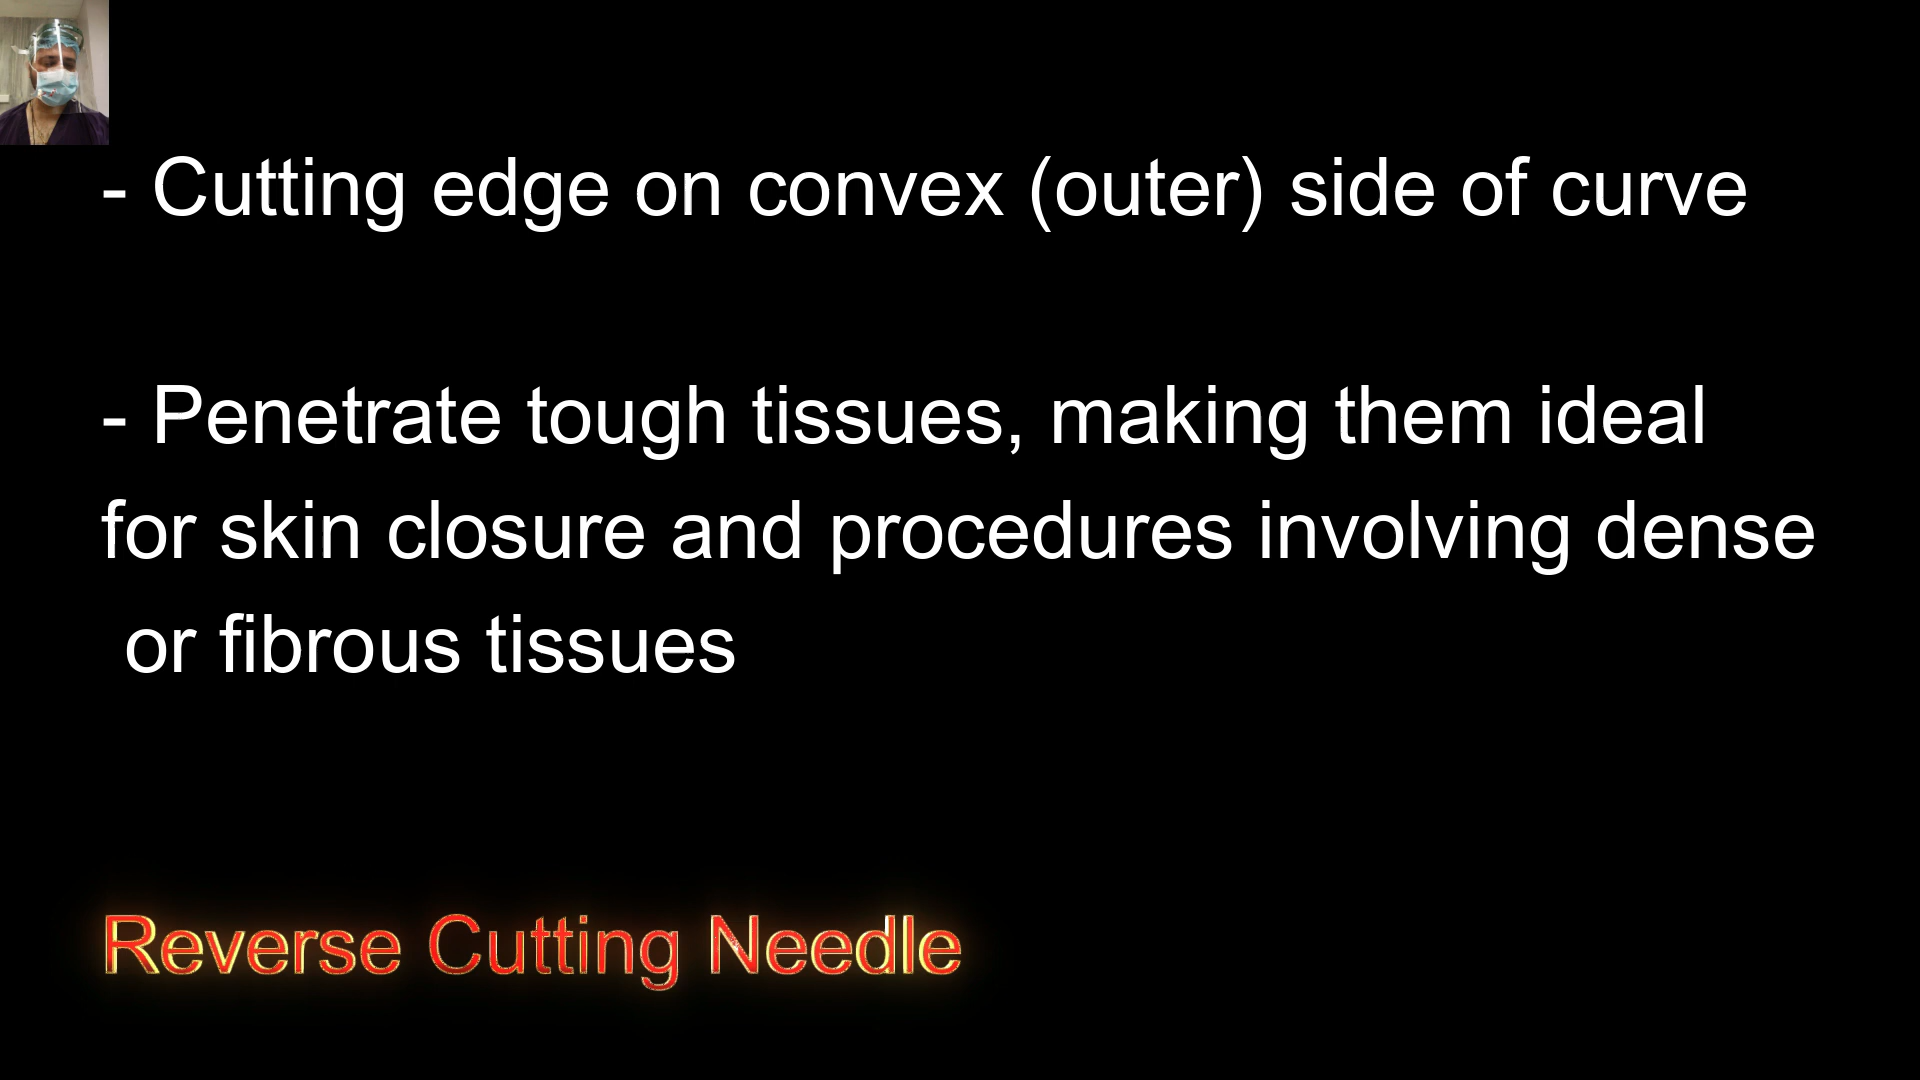 - Cutting edge on convex (outer) side of curve
- Penetrate tough tissues, making them ideal
for skin closure and procedures involving dense
or fibrous tissues
Reverse Cutting Needle